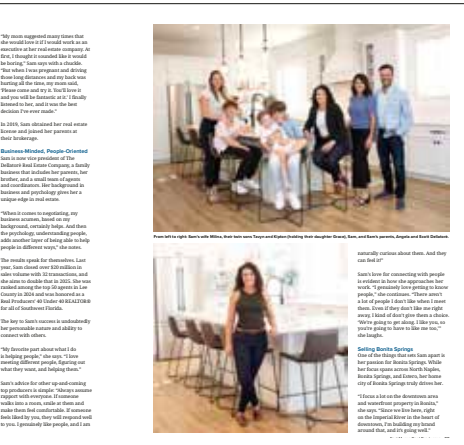 "My mom suggested many times that
she would love it if I would work as an
executive at her real estate company. At
first, I thought it sounded like it would
be boring," Sam says with a chuckle.
"But when I was pregnant and driving
those long distances and my back was
hurting all the time, my mom said,
'Please come and try it. You'll love it
and you will be fantastic at it.' I finally
listened to her, and it was the best
decision I've ever made."
In 2019, Sam obtained her real estate
license and joined her parents at
their brokerage.
Business-Minded, People-Oriented
Sam is now vice president of The
Dellatorè Real Estate Company, a family
business that includes her parents, her
brother, and a small team of agents
and coordinators. Her background in
business and psychology gives her a
unique edge in real estate.
"When it comes to negotiating, my
business acumen, based on my
background, certainly helps. And then
the psychology, understanding people,
adds another layer of being able to help
people in different ways," she notes.
The results speak for themselves. Last
year, Sam closed over $20 million in
sales volume with 32 transactions, and
she aims to double that in 2025. She was
ranked among the top 50 agents in Lee
County in 2024 and was honored as a
Real Producers' 40 Under 40 REALTOR®
for all of Southwest Florida.
The key to Sam's success is undoubtedly
her personable nature and ability to
connect with others.
"My favorite part about what I do
is helping people," she says. "I love
meeting different people, figuring out
what they want, and helping them."
Sam's advice for other up-and-coming
top producers is simple: "Always assume
rapport with everyone. If someone
walks into a room, smile at them and
make them feel comfortable. If someone
feels liked by you, they will respond well
to you. I genuinely like people, and I am
From left to right: Sam's wife Milina, their twin sons Tasyn and Kipton (holding their daughter Grace), Sam, and Sam's parents, Angela and Scott Dellatorè.
naturally curious about them. And they
can feel it!"
Sam's love for connecting with people
is evident in how she approaches her
work. "I genuinely love getting to know
people," she continues. "There aren't
a lot of people I don't like when I meet
them. Even if they don't like me right
away, I kind of don't give them a choice.
'We're going to get along. I like you, so
you're going to have to like me too,'"
she laughs.
Selling Bonita Springs
One of the things that sets Sam apart is
her passion for Bonita Springs. While
her focus spans across North Naples,
Bonita Springs, and Estero, her home
city of Bonita Springs truly drives her.
"I focus a lot on the downtown area
and waterfront property in Bonita,"
she says. "Since we live here, right
on the Imperial River in the heart of
downtown, I'm building my brand
around that, and it's going well."